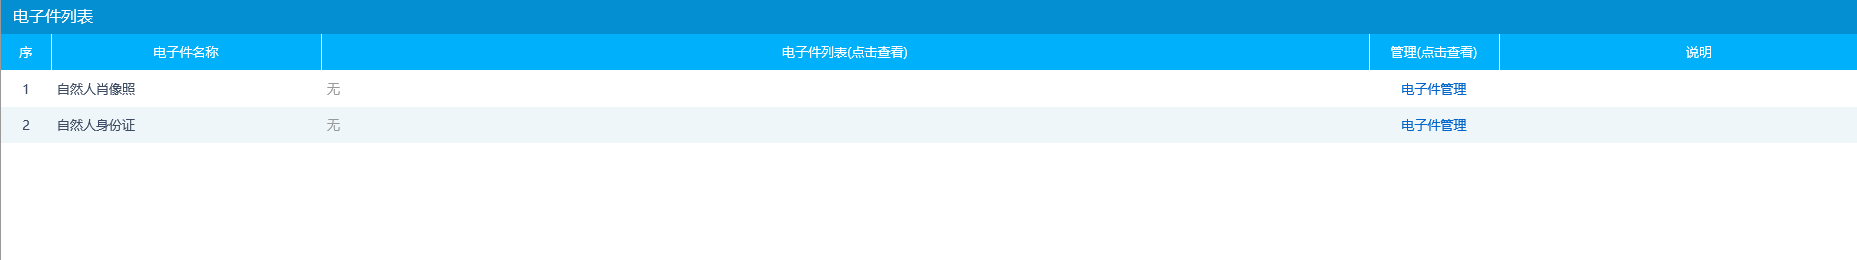 电子件列表
序 电子件名称 电子件列表(点击查看) 管理(点击查看) 说明
1 自然人肖像照 无 电子件管理
2 自然人身份证 无 电子件管理